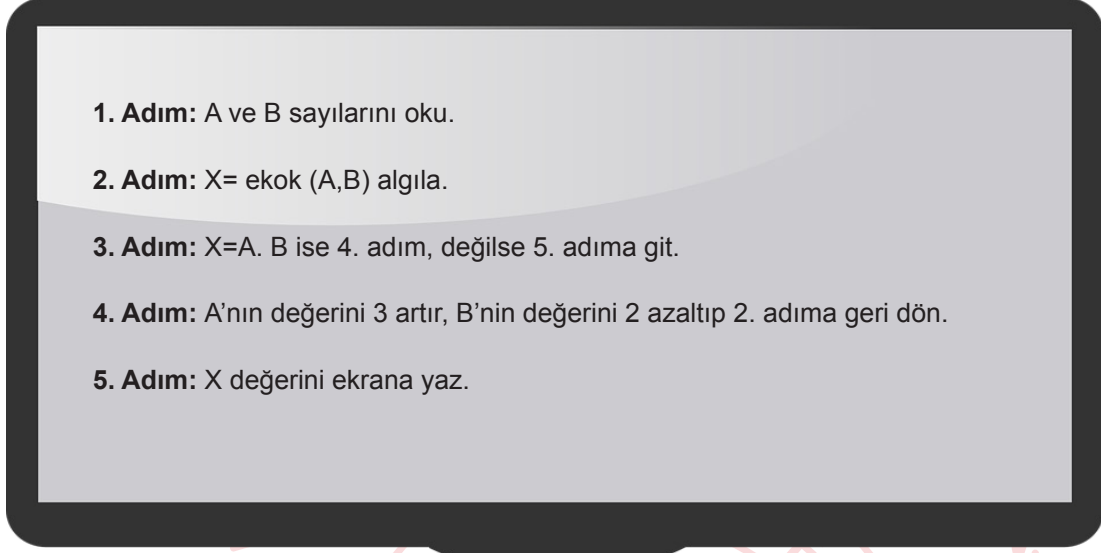 1. Adım: A ve B sayılarını oku.
2. Adım: X= ekok (A,B) algıla.
3. Adım: X=A. B ise 4. adım, değilse 5. adıma git.
4. Adım: A’nın değerini 3 artır, B’nin değerini 2 azaltıp 2. adıma geri dön.
5. Adım: X değerini ekrana yaz.